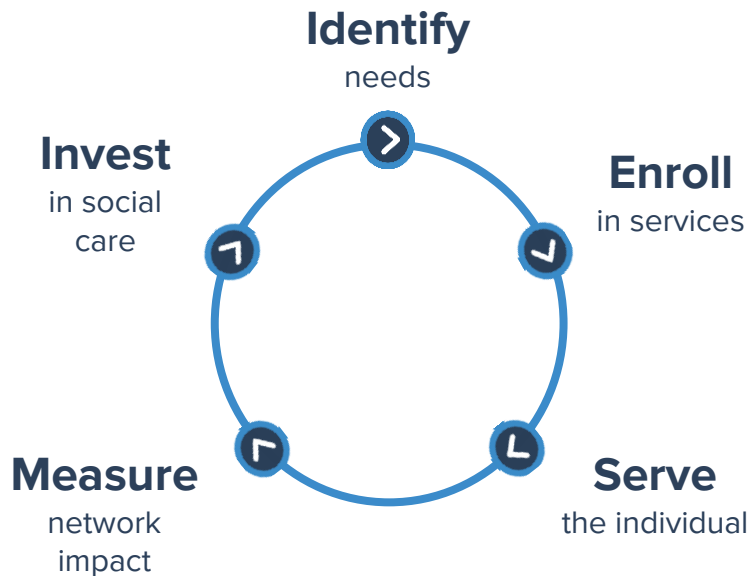 Identify
needs
Enroll
in services
Serve
the individual
Measure
network
impact
Invest
in social
care